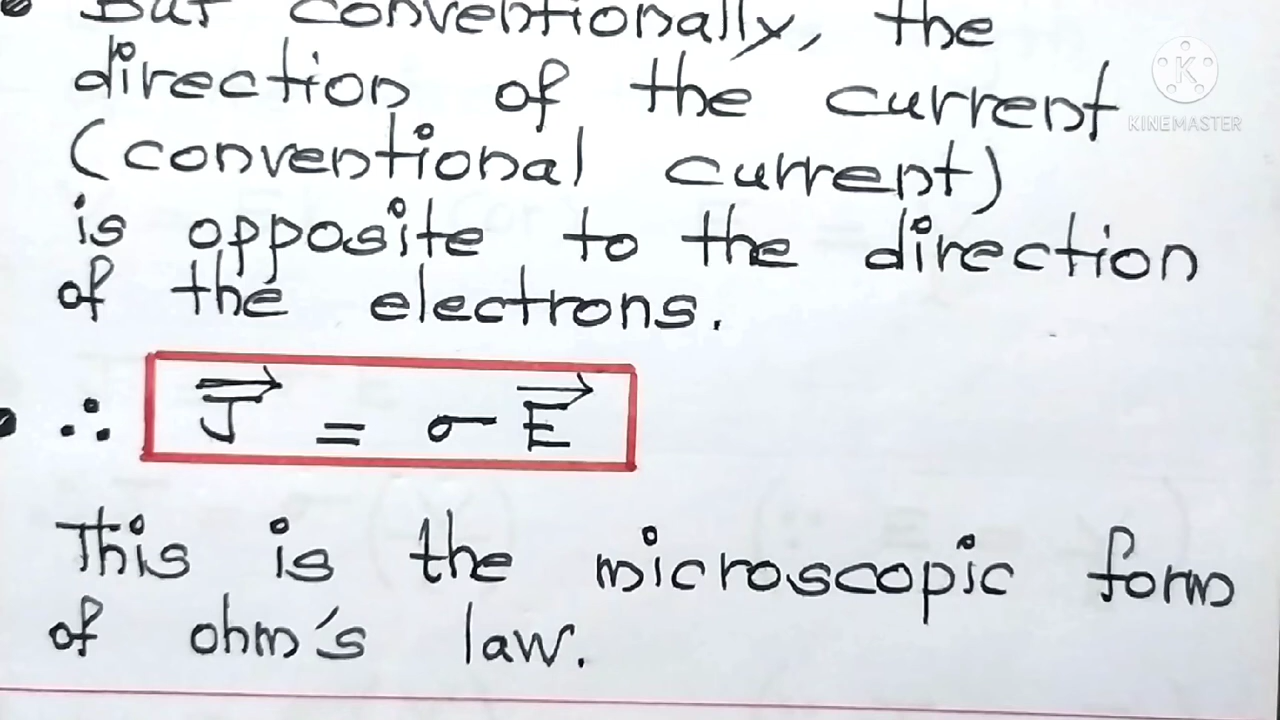 But conventionally, the
direction of the current
(conventional current)
is opposite to the direction
of the electrons.
∴ J⃗ = σ E⃗
This is the microscopic form
of ohm's law.
K
KINEMASTER